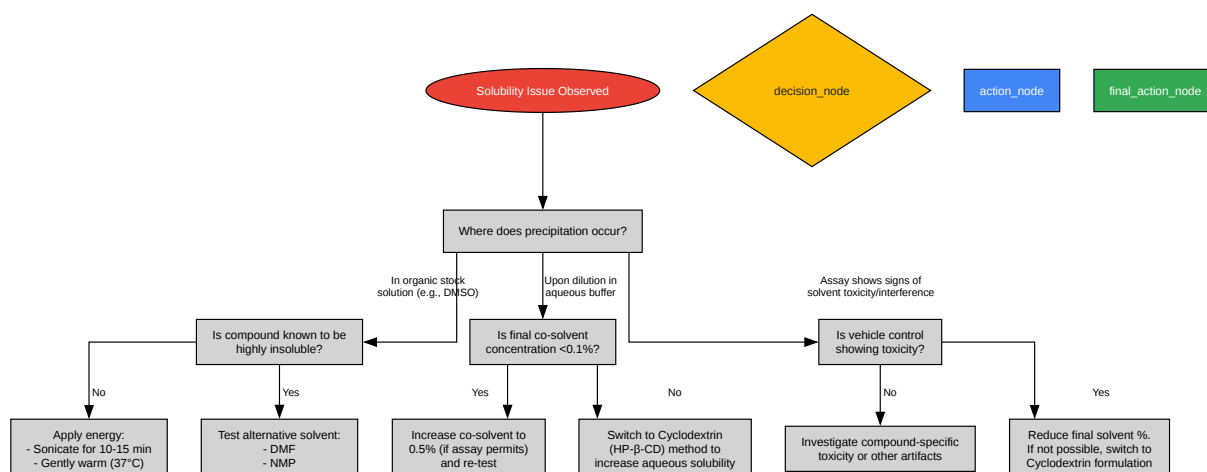 Solubility Issue Observed
decision_node
action_node
final_action_node
Where does precipitation occur?
In organic stock
solution (e.g., DMSO)
Upon dilution in
aqueous buffer
Assay shows signs of
solvent toxicity/interference
Is compound known to be
highly insoluble?
Is final co-solvent
concentration <0.1%?
Is vehicle control
showing toxicity?
No
Yes
Yes
No
No
Yes
Apply energy:
- Sonicate for 10-15 min
- Gently warm (37°C)
Test alternative solvent:
- DMF
- NMP
Increase co-solvent to
0.5% (if assay permits)
and re-test
Switch to Cyclodextrin
(HP-β-CD) method to
increase aqueous solubility
Investigate compound-specific
toxicity or other artifacts
Reduce final solvent %.
If not possible, switch to
Cyclodextrin formulation